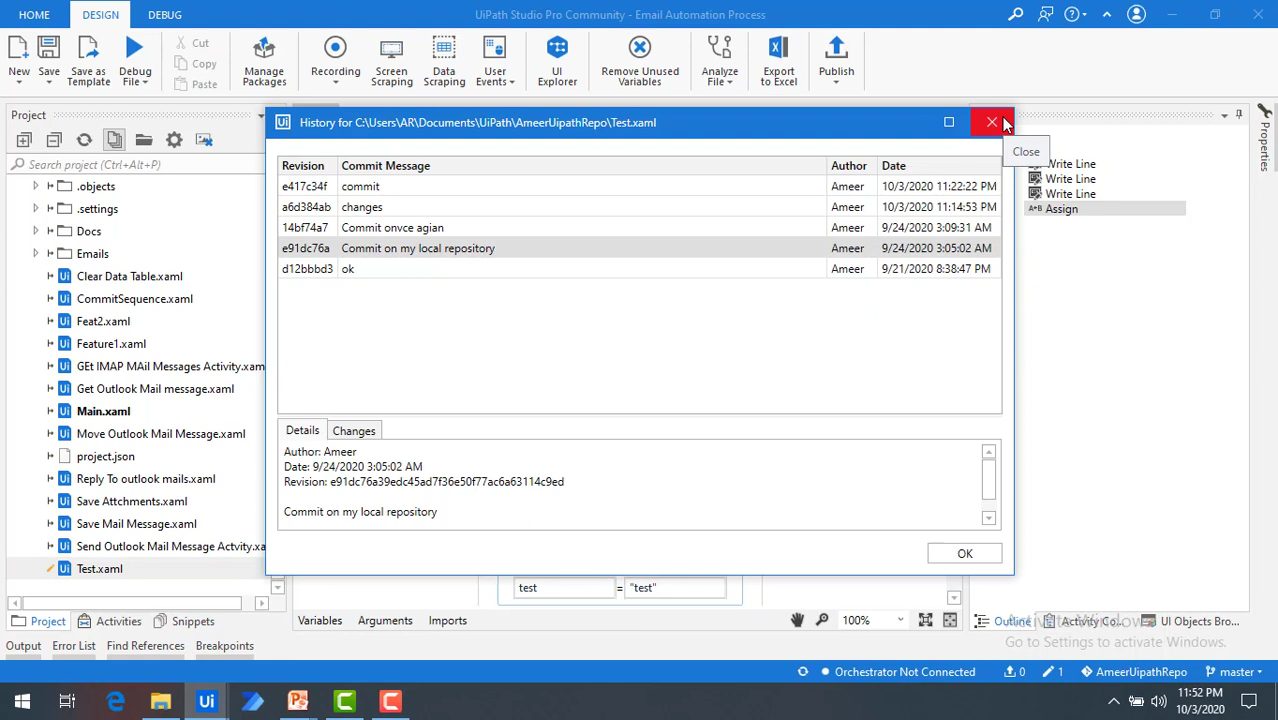 HOME DESIGN DEBUG UiPath Studio Pro Community - Email Automation Process
New Save Save as Template Debug File Cut Copy Paste Manage Packages Recording Screen Scraping Data Scraping User Events UI Explorer Remove Unused Variables Analyze File Export to Excel Publish
Project
Search Project (Ctrl+Alt+P)
.objects
.settings
Docs
Emails
Clear Data Table.xaml
CommitSequence.xaml
Feat2.xaml
Feature1.xaml
GEt IMAP MAil Messages Activity.xam
Get Outlook Mail message.xaml
Main.xaml
Move Outlook Mail Message.xaml
project.json
Reply To outlook mails.xaml
Save Attchments.xaml
Save Mail Message.xaml
Send Outlook Mail Message Actvity.xa
Test.xaml
Ui History for C:\Users\AR\Documents\UiPath\AmeerUipathRepo\Test.xaml
Close
Revision Commit Message Author Date
e417c34f commit Ameer 10/3/2020 11:22:22 PM
a6d384ab changes Ameer 10/3/2020 11:14:53 PM
14bf74a7 Commit onvce agian Ameer 9/24/2020 3:09:31 AM
e91dc76a Commit on my local repository Ameer 9/24/2020 3:05:02 AM
d12bbbd3 ok Ameer 9/21/2020 8:38:47 PM
Details Changes
Author: Ameer
Date: 9/24/2020 3:05:02 AM
Revision: e91dc76a39edc45ad7f36e50f77ac6a63114c9ed
Commit on my local repository
OK
Properties
Write Line
Write Line
Write Line
A+B Assign
test = "test"
Variables Arguments Imports 100%
Project Activities Snippets
Outline Activity Co... UI Objects Bro...
Activate Windows
Go to Settings to activate Windows.
Output Error List Find References Breakpoints
Orchestrator Not Connected 0 1 AmeerUipathRepo master
11:52 PM
10/3/2020